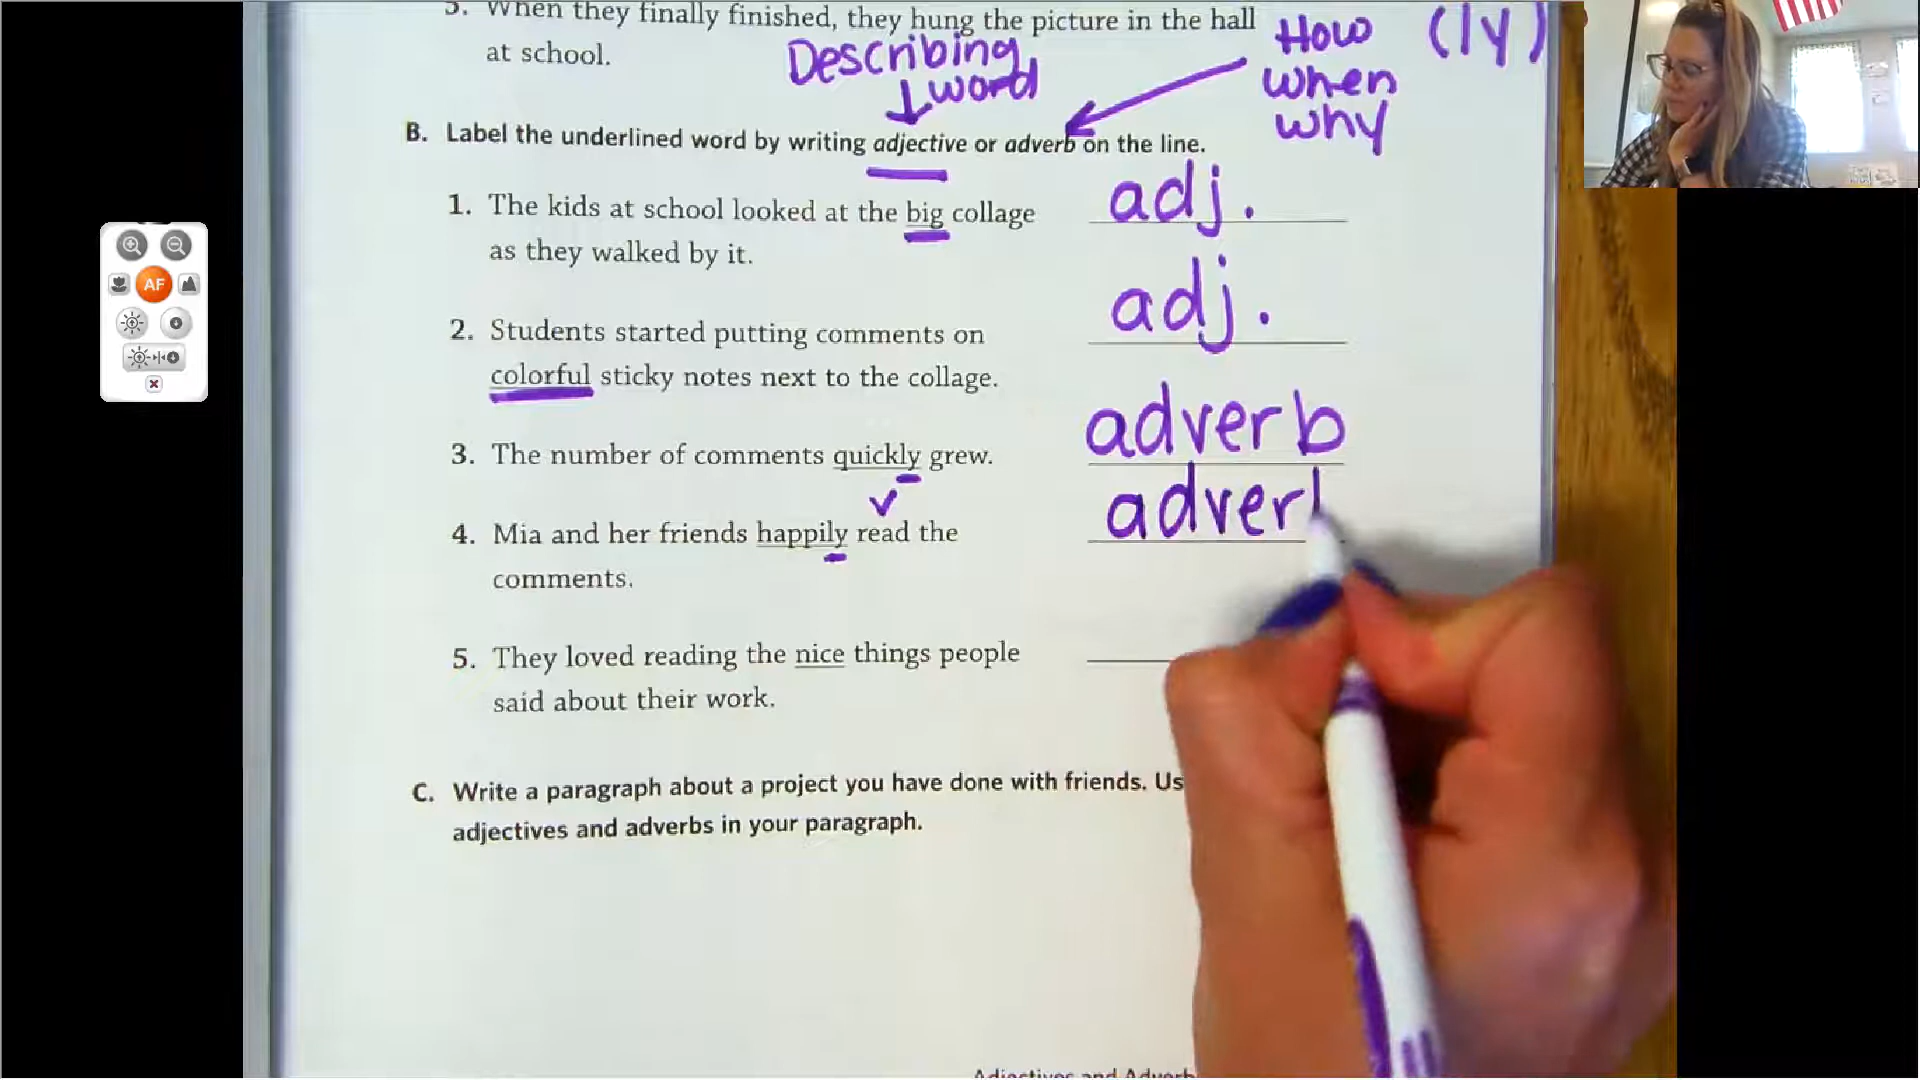 3. When they finally finished, they hung the picture in the hall
at school.
Describing
word
How (ly)
when
why
B. Label the underlined word by writing adjective or adverb on the line.
1. The kids at school looked at the big collage
as they walked by it.
adj.
2. Students started putting comments on
colorful sticky notes next to the collage.
adj.
3. The number of comments quickly grew.
adverb
v
4. Mia and her friends happily read the
comments.
adverb
5. They loved reading the nice things people
said about their work.
C. Write a paragraph about a project you have done with friends. Us
adjectives and adverbs in your paragraph.
Adjectives and Adverb
AF